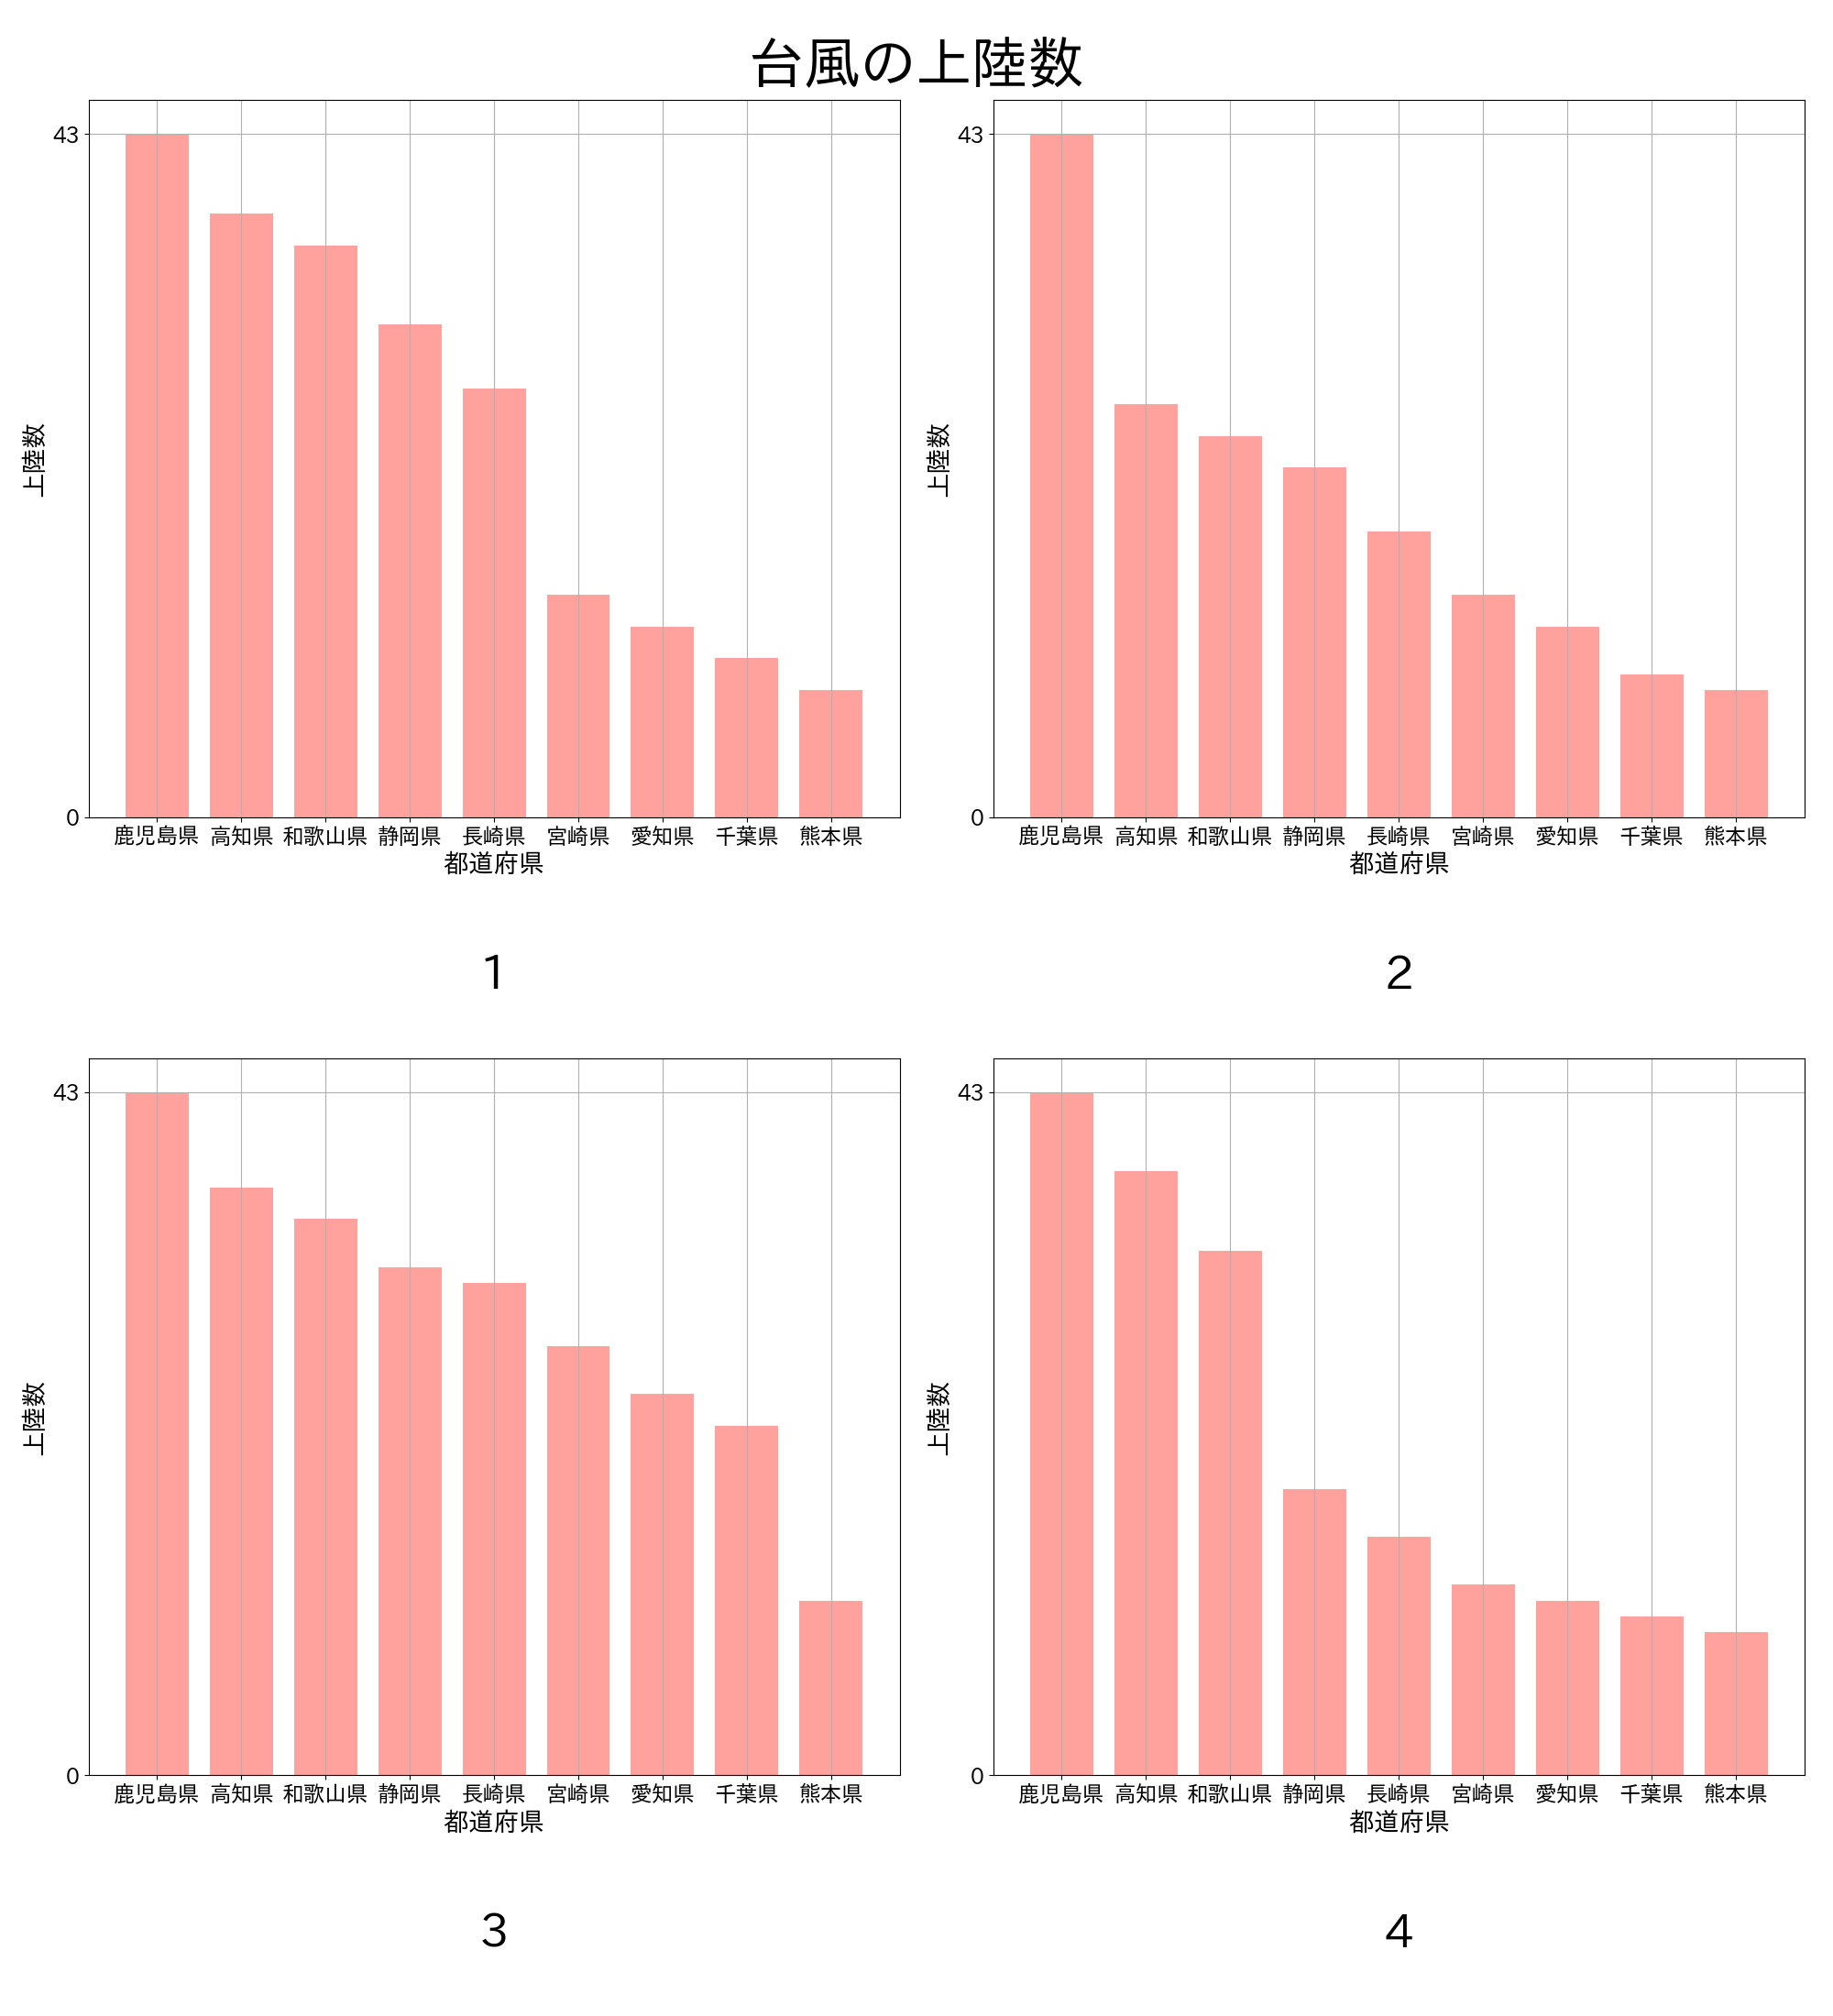 台風の上陸数
43
0
上陸数
鹿児島県 高知県 和歌山県 静岡県 長崎県 宮崎県 愛知県 千葉県 熊本県
都道府県
1
43
0
上陸数
鹿児島県 高知県 和歌山県 静岡県 長崎県 宮崎県 愛知県 千葉県 熊本県
都道府県
2
43
0
上陸数
鹿児島県 高知県 和歌山県 静岡県 長崎県 宮崎県 愛知県 千葉県 熊本県
都道府県
3
43
0
上陸数
鹿児島県 高知県 和歌山県 静岡県 長崎県 宮崎県 愛知県 千葉県 熊本県
都道府県
4